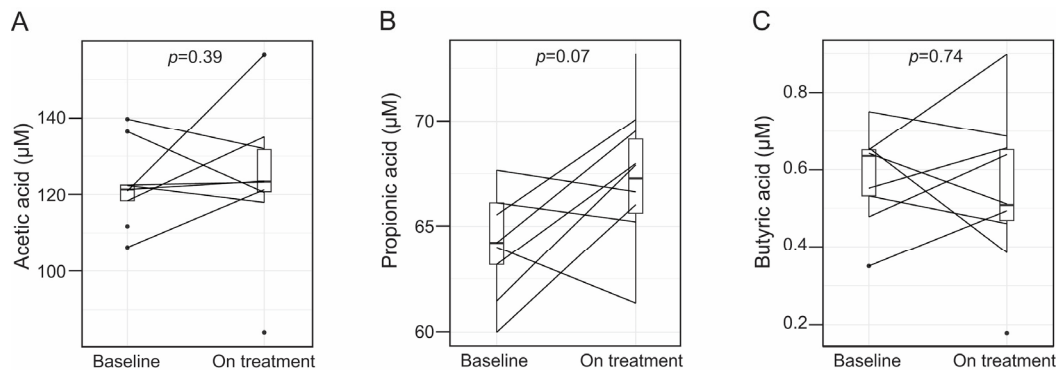 A
p=0.39
Acetic acid (µM)
140
120
100
Baseline
On treatment
B
p=0.07
Propionic acid (µM)
70
65
60
Baseline
On treatment
C
p=0.74
Butyric acid (µM)
0.8
0.6
0.4
0.2
Baseline
On treatment